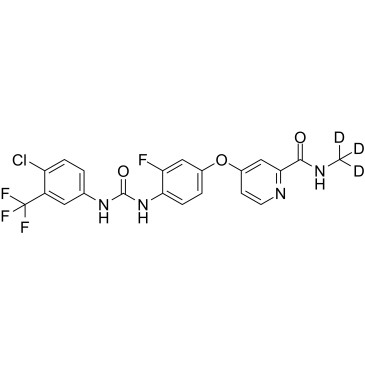 D
O
Cl F O D
O N D
H
F N N N
F H H
F